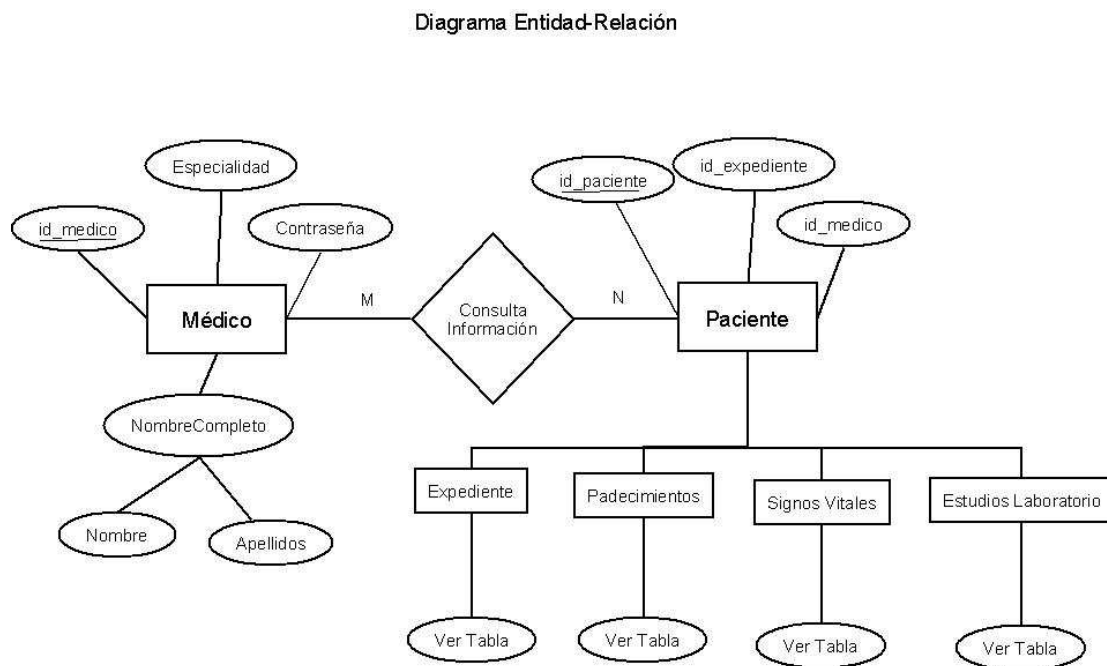 Diagrama Entidad-Relación
Especialidad
id_medico
Contraseña
id_paciente
id_expediente
id_medico
Médico
M
Consulta
Información
N
Paciente
NombreCompleto
Nombre
Apellidos
Expediente
Padecimientos
Signos Vitales
Estudios Laboratorio
Ver Tabla
Ver Tabla
Ver Tabla
Ver Tabla